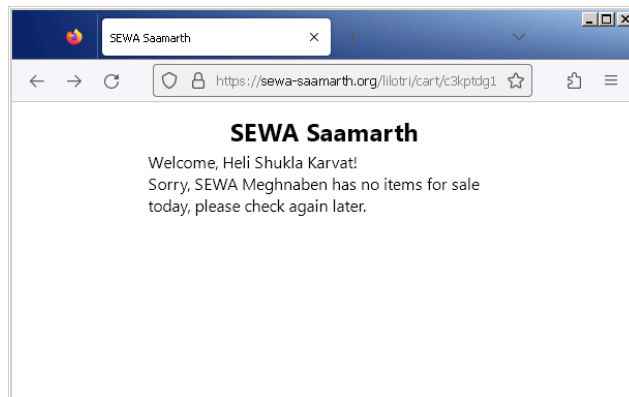 SEWA Saamarth
https://sewa-saamarth.org/lilotri/cart/c3kptdg1
SEWA Saamarth
Welcome, Heli Shukla Karvat!
Sorry, SEWA Meghnaben has no items for sale
today, please check again later.